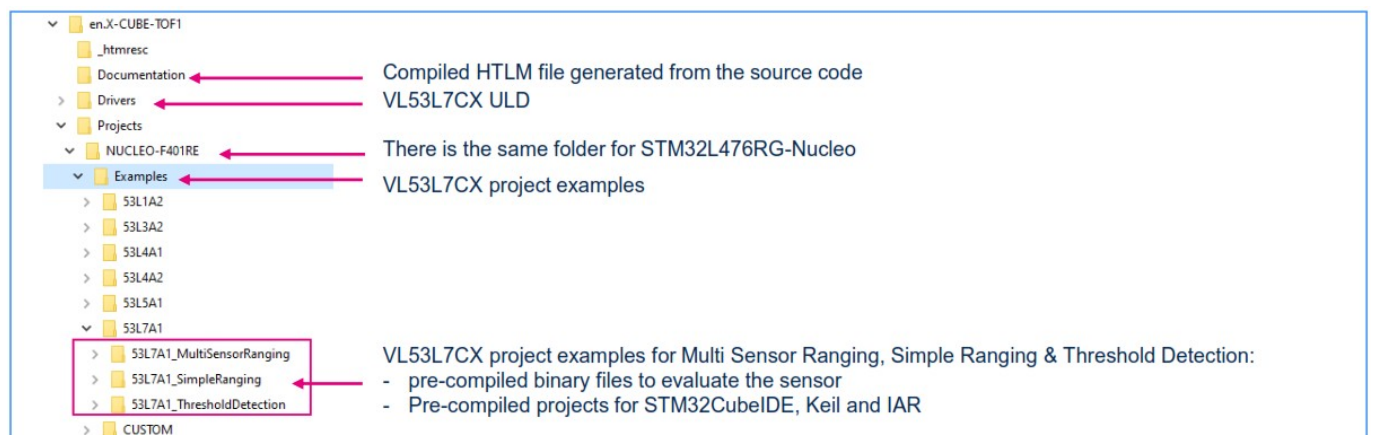 en.X-CUBE-TOF1
_htmresc
Documentation Compiled HTLM file generated from the source code
Drivers VL53L7CX ULD
Projects
NUCLEO-F401RE There is the same folder for STM32L476RG-Nucleo
Examples VL53L7CX project examples
53L1A2
53L3A2
53L4A1
53L4A2
53L5A1
53L7A1
53L7A1_MultiSensorRanging VL53L7CX project examples for Multi Sensor Ranging, Simple Ranging & Threshold Detection:
53L7A1_SimpleRanging - pre-compiled binary files to evaluate the sensor
53L7A1_ThresholdDetection - Pre-compiled projects for STM32CubeIDE, Keil and IAR
CUSTOM